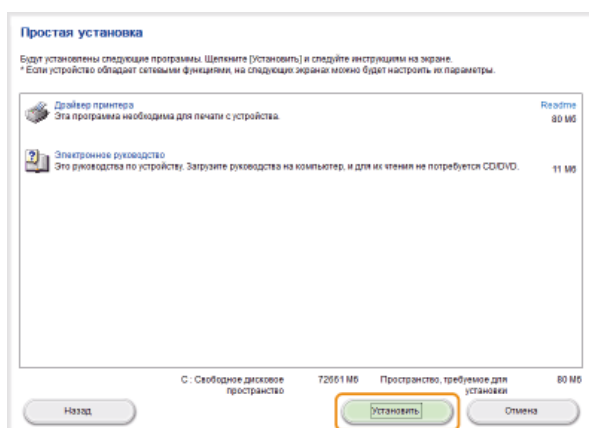 Простая установка
Будут установлены следующие программы. Щелкните [Установить] и следуйте инструкциям на экране.
* Если устройство обладает сетевыми функциями, на следующих экранах можно будет настроить их параметры.
Драйвер принтера Readme
Эта программа необходима для печати с устройства. 80 Мб
Электронное руководство
Это руководства по устройству. Загрузите руководства на компьютер, и для их чтения не потребуется CD/DVD. 11 Мб
C : Свободное дисковое пространство 72661 Мб Пространство, требуемое для установки 80 Мб
Назад Установить Отмена